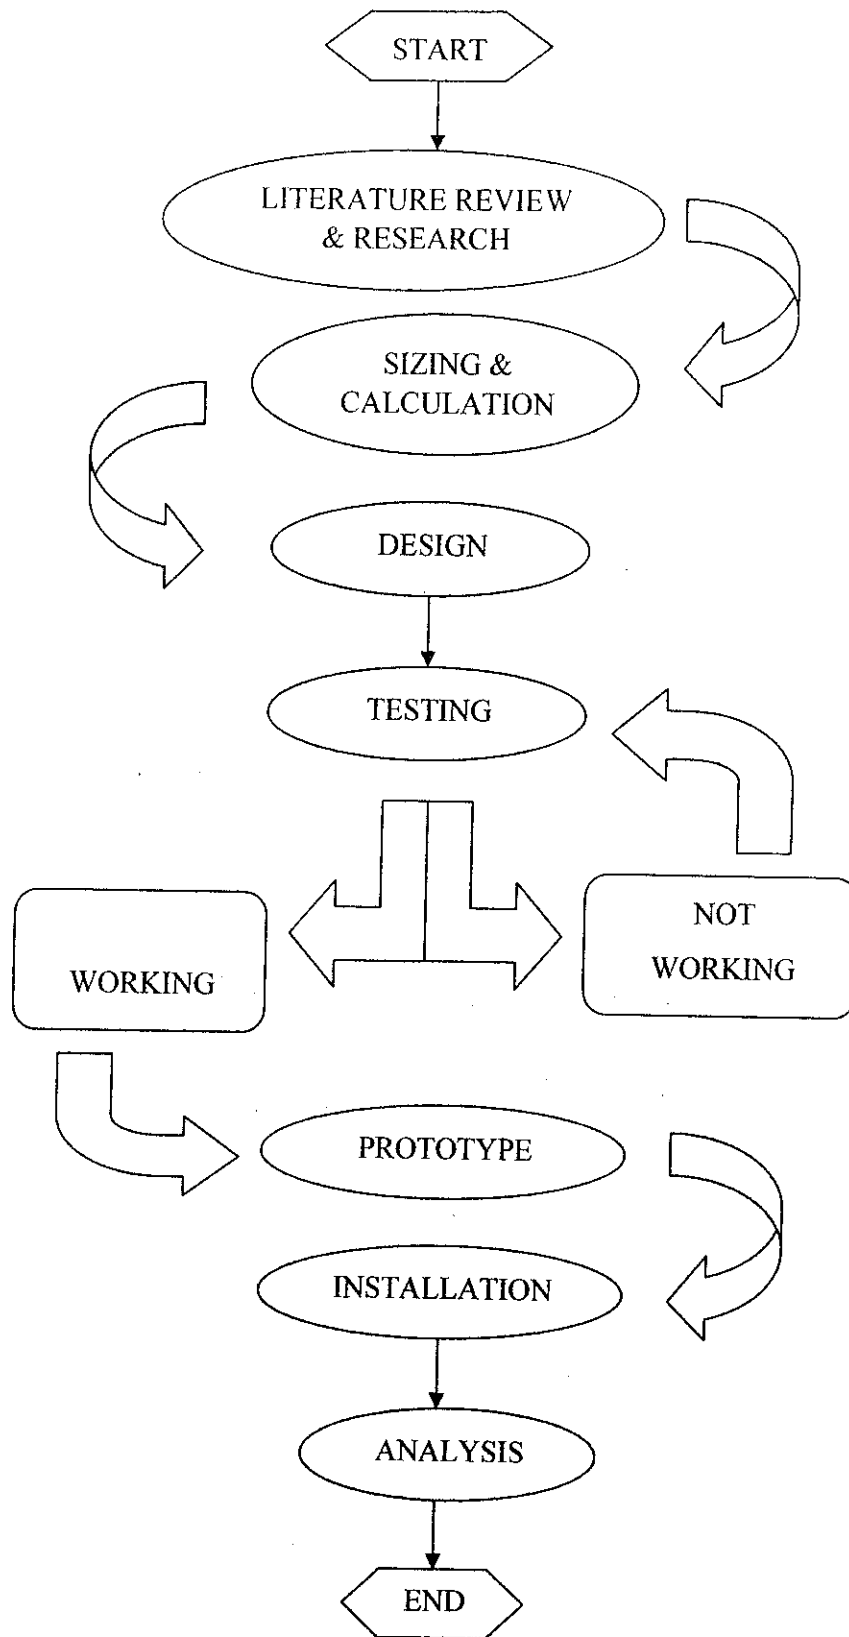 START
LITERATURE REVIEW
& RESEARCH
SIZING &
CALCULATION
DESIGN
TESTING
WORKING
NOT
WORKING
PROTOTYPE
INSTALLATION
ANALYSIS
END